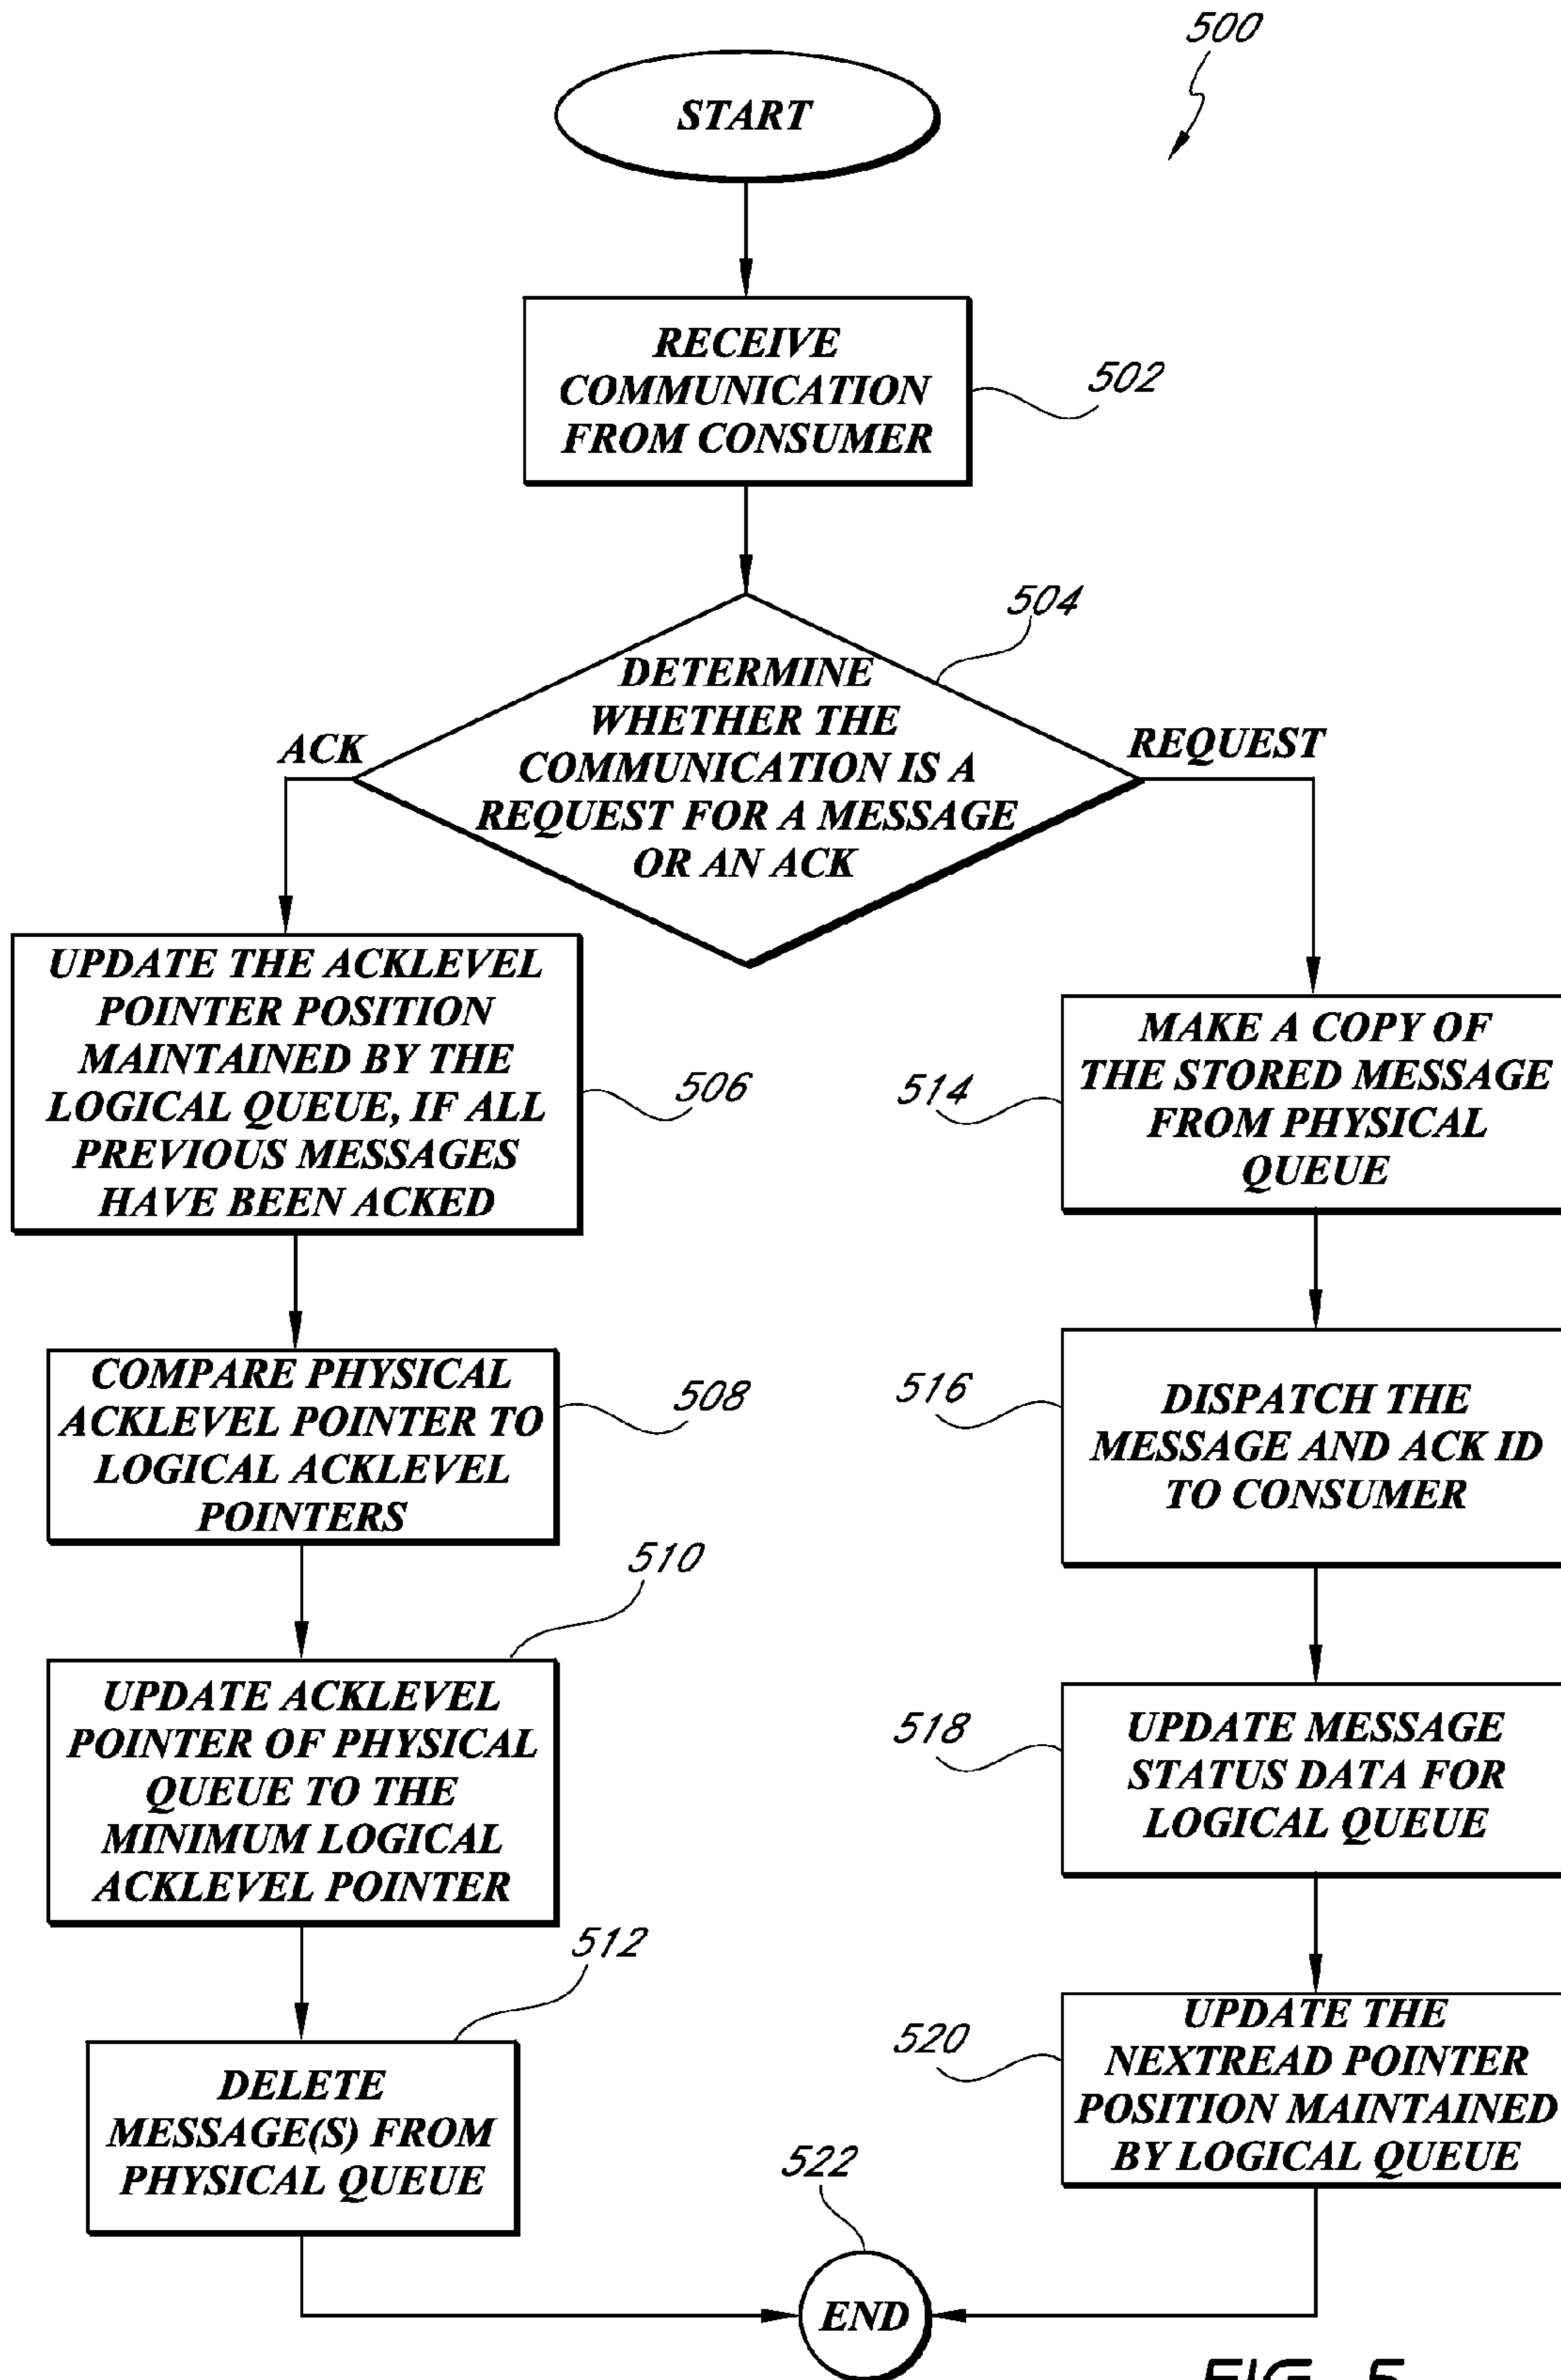 500
START
RECEIVE
COMMUNICATION
FROM CONSUMER
502
504
DETERMINE
WHETHER THE
COMMUNICATION IS A
REQUEST FOR A MESSAGE
OR AN ACK
ACK
REQUEST
UPDATE THE ACKLEVEL
POINTER POSITION
MAINTAINED BY THE
LOGICAL QUEUE, IF ALL
PREVIOUS MESSAGES
HAVE BEEN ACKED
506
COMPARE PHYSICAL
ACKLEVEL POINTER TO
LOGICAL ACKLEVEL
POINTERS
508
510
UPDATE ACKLEVEL
POINTER OF PHYSICAL
QUEUE TO THE
MINIMUM LOGICAL
ACKLEVEL POINTER
512
DELETE
MESSAGE(S) FROM
PHYSICAL QUEUE
514
MAKE A COPY OF
THE STORED MESSAGE
FROM PHYSICAL
QUEUE
516
DISPATCH THE
MESSAGE AND ACK ID
TO CONSUMER
518
UPDATE MESSAGE
STATUS DATA FOR
LOGICAL QUEUE
520
UPDATE THE
NEXTREAD POINTER
POSITION MAINTAINED
BY LOGICAL QUEUE
522
END
FIG. 5